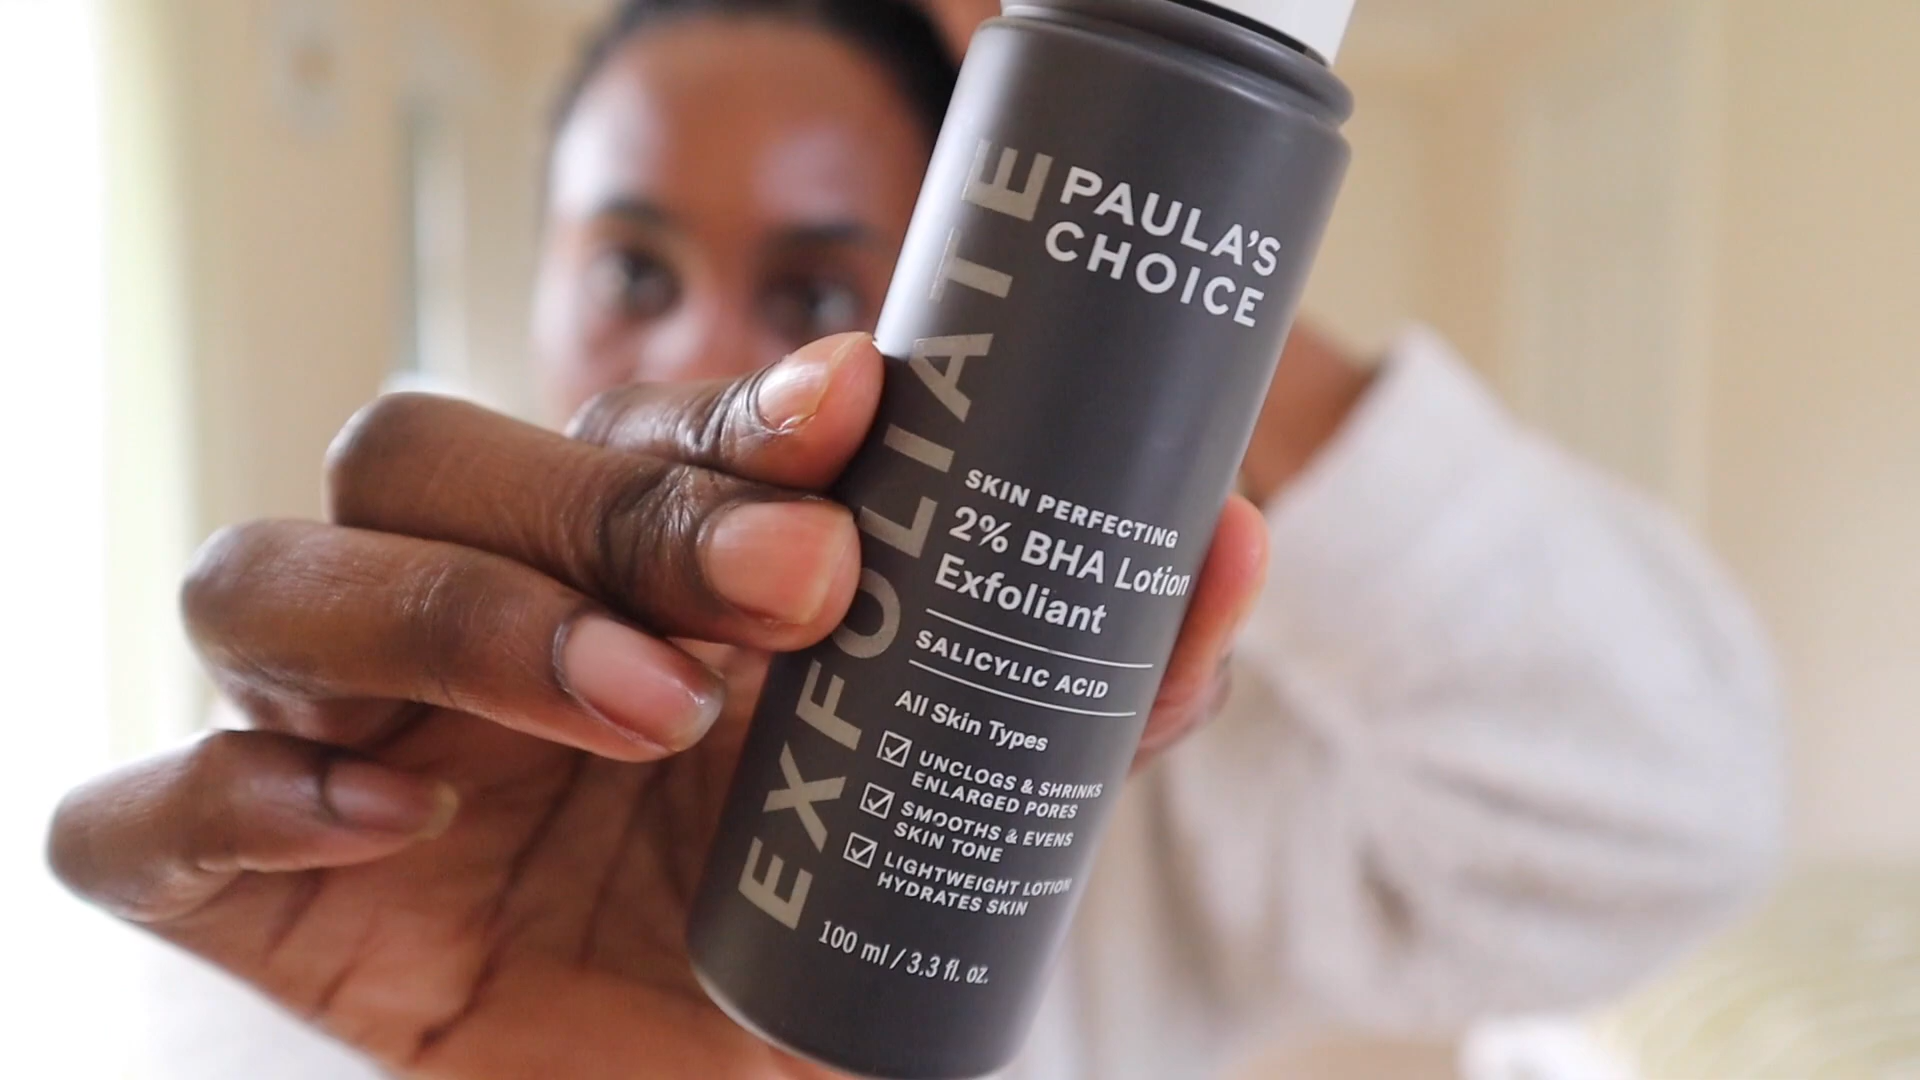 EXFOLIATE
PAULA'S
CHOICE
SKIN PERFECTING
2% BHA Lotion
Exfoliant
SALICYLIC ACID
All Skin Types
UNCLOGS & SHRINKS
ENLARGED PORES
SMOOTHS & EVENS
SKIN TONE
LIGHTWEIGHT LOTION
HYDRATES SKIN
100 ml / 3.3 fl. oz.